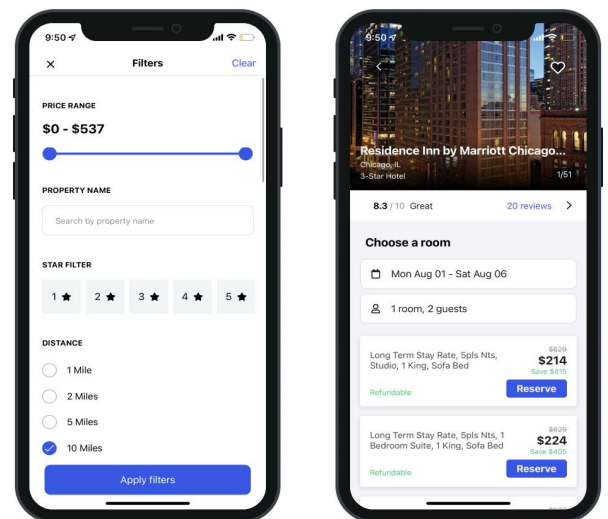 9:50
Filters
Clear
PRICE RANGE
$0 - $537
PROPERTY NAME
Search by property name
STAR FILTER
1 ★ 2 ★ 3 ★ 4 ★ 5 ★
DISTANCE
1 Mile
2 Miles
5 Miles
10 Miles
Apply filters
9:50
Residence Inn by Marriott Chicago...
Chicago, IL
3-Star Hotel
1/51
8.3 / 10 Great
20 reviews
Choose a room
Mon Aug 01 - Sat Aug 06
1 room, 2 guests
Long Term Stay Rate, 5pls Nts,
Studio, 1 King, Sofa Bed
Refundable
$629
$214
Save $415
Reserve
Long Term Stay Rate, 5pls Nts, 1
Bedroom Suite, 1 King, Sofa Bed
Refundable
$629
$224
Save $405
Reserve